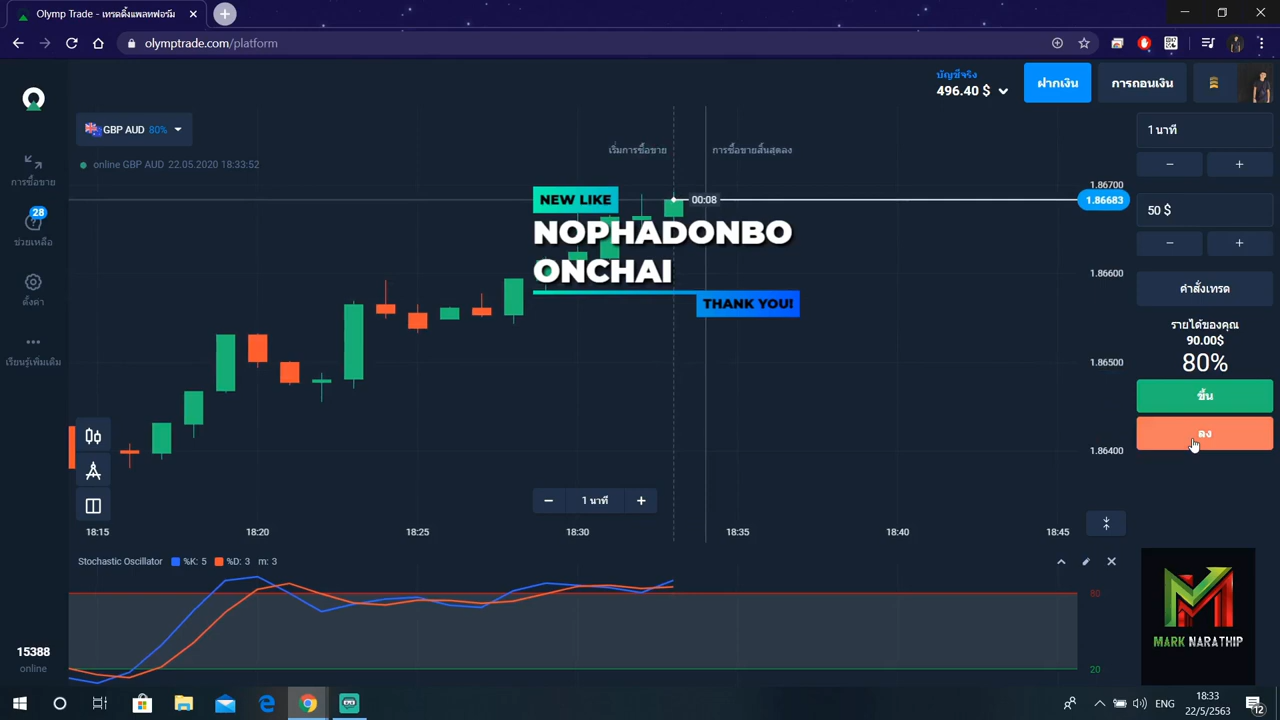 Olymp Trade - เทรดดิ้งแพลทฟอร์ม
olymptrade.com/platform
บัญชีจริง
496.40 $
ฝากเงิน
การถอนเงิน
GBP AUD 80%
1 นาที
online GBP AUD 22.05.2020 18:33:52
เริ่มการซื้อขาย
การซื้อขายสิ้นสุดลง
การซื้อขาย
28
ช่วยเหลือ
ตั้งค่า
เรียนรู้เพิ่มเติม
NEW LIKE
NOPHADONBO
ONCHAI
THANK YOU!
00:08
1.86700
1.86683
1.86600
1.86500
1.86400
50 $
คำสั่งเทรด
รายได้ของคุณ
90.00$
80%
ขึ้น
ลง
1 นาที
18:15 18:20 18:25 18:30 18:35 18:40 18:45
Stochastic Oscillator %K: 5 %D: 3 m: 3
80
20
15388
online
MARK NARATHIP
ENG
18:33
22/5/2563
12